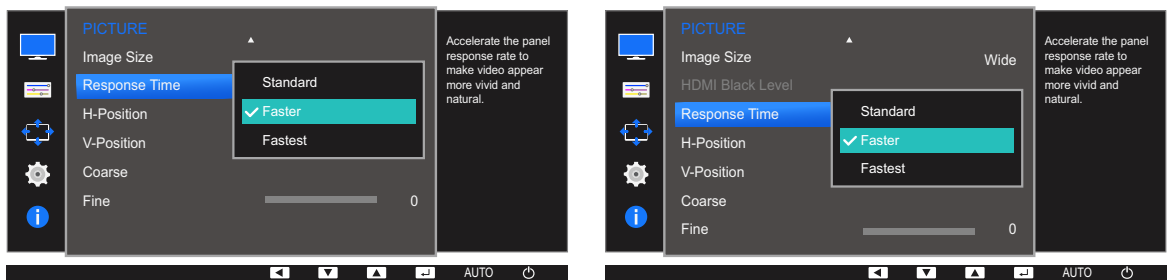 PICTURE
Image Size
Response Time
H-Position
V-Position
Coarse
Fine
0
Standard
Faster
Fastest
Accelerate the panel
response rate to
make video appear
more vivid and
natural.
AUTO
PICTURE
Image Size
Wide
HDMI Black Level
Response Time
H-Position
V-Position
Coarse
Fine
0
Standard
Faster
Fastest
Accelerate the panel
response rate to
make video appear
more vivid and
natural.
AUTO